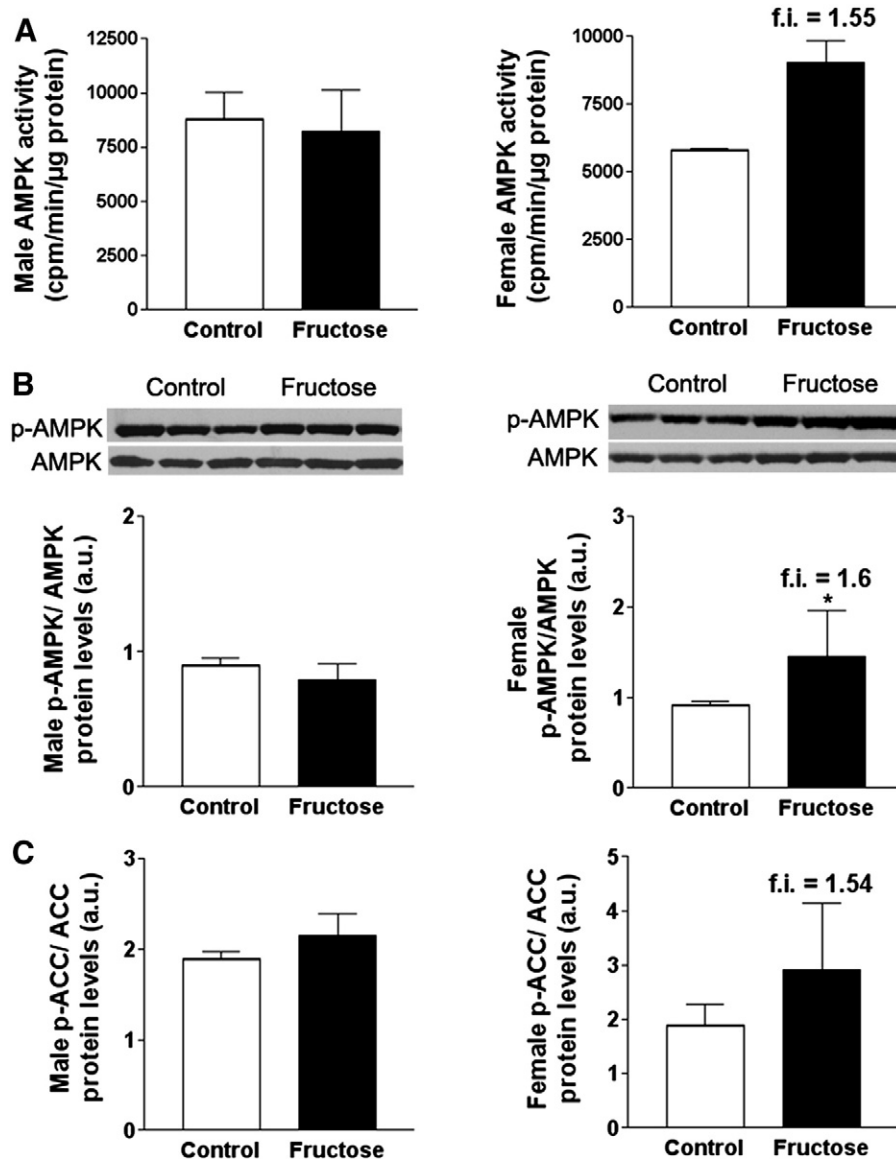 A
Male AMPK activity
(cpm/min/µg protein)
12500
10000
7500
5000
2500
0
Control Fructose
f.i. = 1.55
Female AMPK activity
(cpm/min/µg protein)
10000
7500
5000
2500
0
Control Fructose
B
Control Fructose
p-AMPK
AMPK
Male p-AMPK/ AMPK
protein levels (a.u.)
2
1
0
Control Fructose
Control Fructose
p-AMPK
AMPK
Female
p-AMPK/AMPK
protein levels (a.u.)
3
2
1
0
f.i. = 1.6
*
Control Fructose
C
Male p-ACC/ ACC
protein levels (a.u.)
3
2
1
0
Control Fructose
Female p-ACC/ ACC
protein levels (a.u.)
5
4
3
2
1
0
f.i. = 1.54
Control Fructose